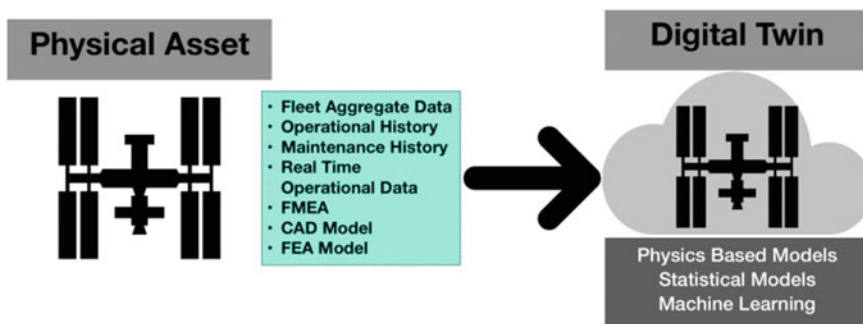 Physical Asset
• Fleet Aggregate Data
• Operational History
• Maintenance History
• Real Time
Operational Data
• FMEA
• CAD Model
• FEA Model
Digital Twin
Physics Based Models
Statistical Models
Machine Learning